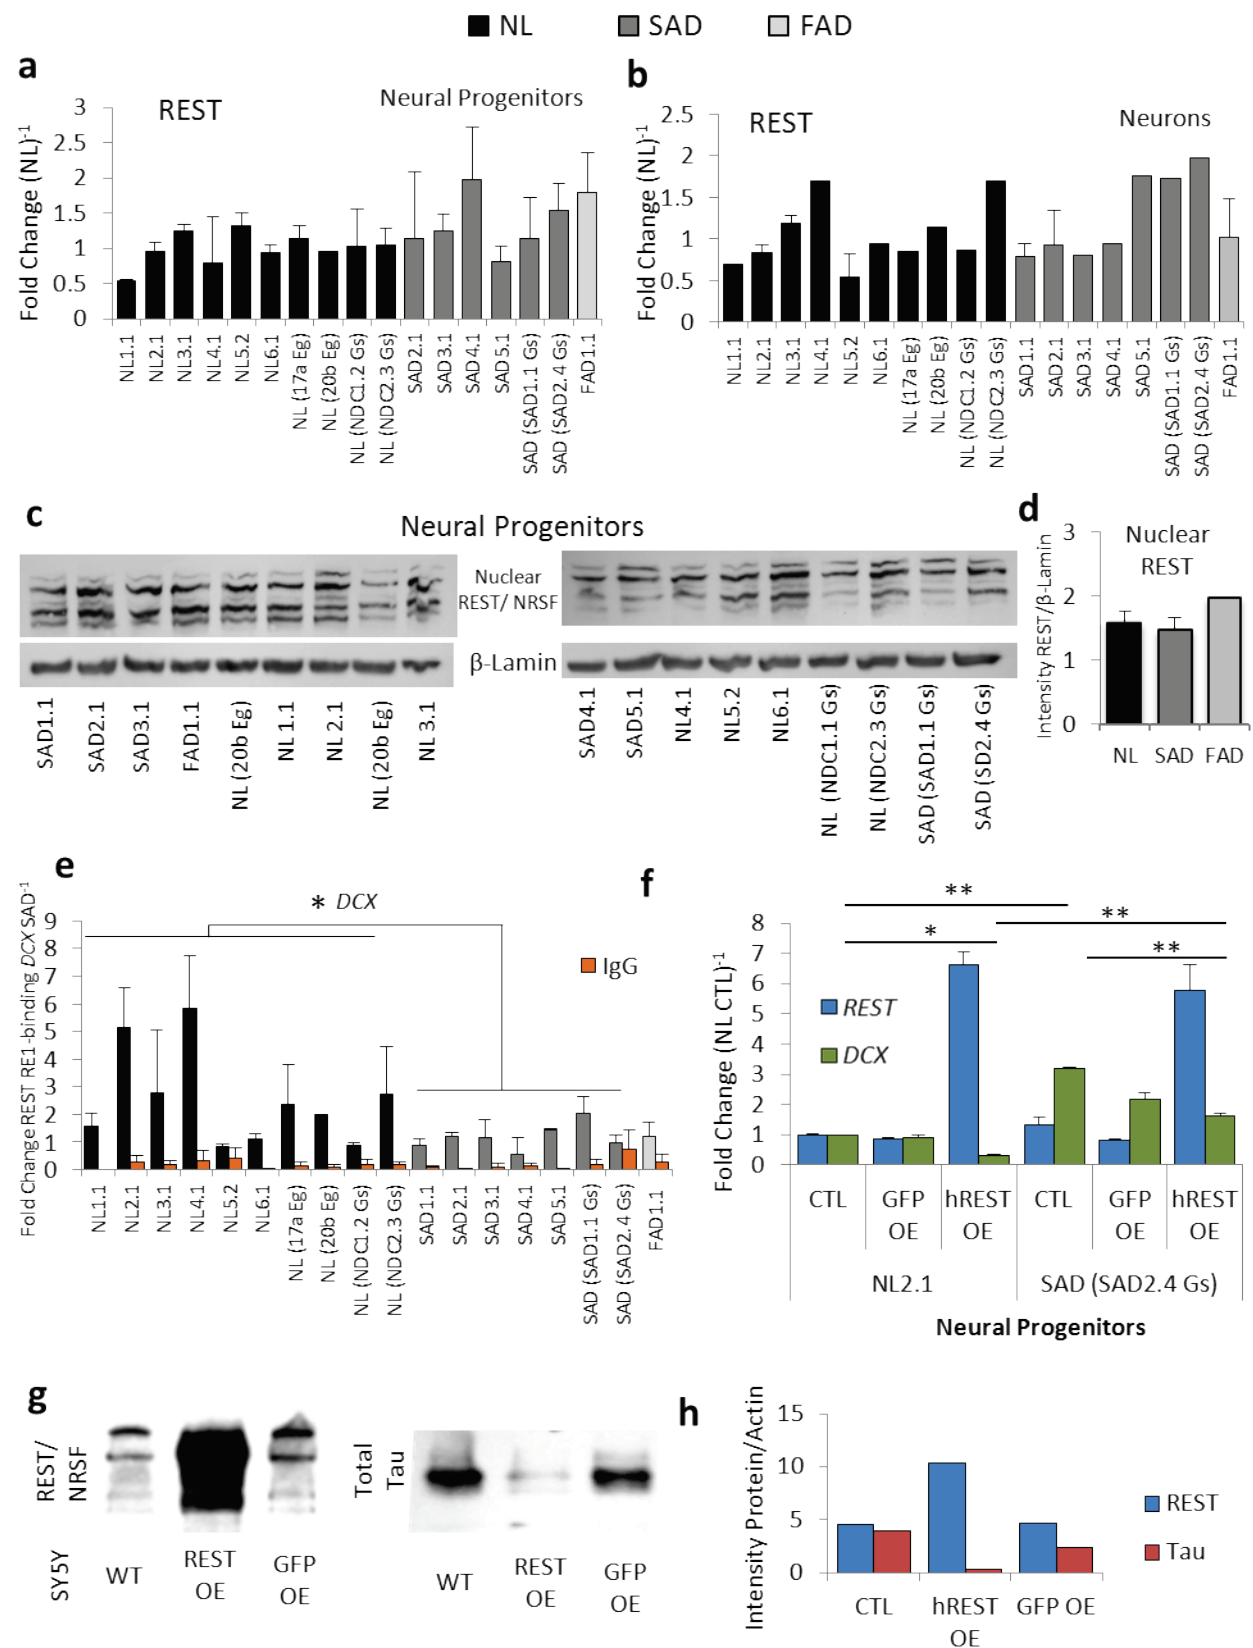 NL SAD FAD
a
REST
Neural Progenitors
Fold Change (NL)-1
3
2.5
2
1.5
1
0.5
0
NL1.1
NL2.1
NL3.1
NL4.1
NL5.2
NL6.1
NL (17a Eg)
NL (20b Eg)
NL (NDC1.2 Gs)
NL (NDC2.3 Gs)
SAD2.1
SAD3.1
SAD4.1
SAD5.1
SAD (SAD1.1 Gs)
SAD (SAD2.4 Gs)
FAD1.1
b
REST
Neurons
Fold Change (NL)-1
2.5
2
1.5
1
0.5
0
NL1.1
NL2.1
NL3.1
NL4.1
NL5.2
NL6.1
NL (17a Eg)
NL (20b Eg)
NL (NDC1.2 Gs)
NL (NDC2.3 Gs)
SAD1.1
SAD2.1
SAD3.1
SAD4.1
SAD5.1
SAD (SAD1.1 Gs)
SAD (SAD2.4 Gs)
FAD1.1
c
Neural Progenitors
Nuclear
REST/ NRSF
β-Lamin
SAD1.1
SAD2.1
SAD3.1
FAD1.1
NL (20b Eg)
NL 1.1
NL 2.1
NL (20b Eg)
NL 3.1
SAD4.1
SAD5.1
NL4.1
NL5.2
NL6.1
NL (NDC1.1 Gs)
NL (NDC2.3 Gs)
SAD (SAD1.1 Gs)
SAD (SD2.4 Gs)
d
Nuclear
REST
Intensity REST/β-Lamin
3
2
1
0
NL SAD FAD
e
* DCX
Fold Change REST RE1-binding DCX SAD-1
9
8
7
6
5
4
3
2
1
0
IgG
NL1.1
NL2.1
NL3.1
NL4.1
NL5.2
NL6.1
NL (17a Eg)
NL (20b Eg)
NL (NDC1.2 Gs)
NL (NDC2.3 Gs)
SAD1.1
SAD2.1
SAD3.1
SAD4.1
SAD5.1
SAD (SAD1.1 Gs)
SAD (SAD2.4 Gs)
FAD1.1
f
**
**
*
**
Fold Change (NL CTL)-1
8
7
6
5
4
3
2
1
0
REST
DCX
CTL GFP OE hREST OE CTL GFP OE hREST OE
NL2.1 SAD (SAD2.4 Gs)
Neural Progenitors
g
REST/
NRSF
SY5Y
WT REST OE GFP OE
Total
Tau
WT REST OE GFP OE
h
Intensity Protein/Actin
15
10
5
0
REST
Tau
CTL hREST OE GFP OE